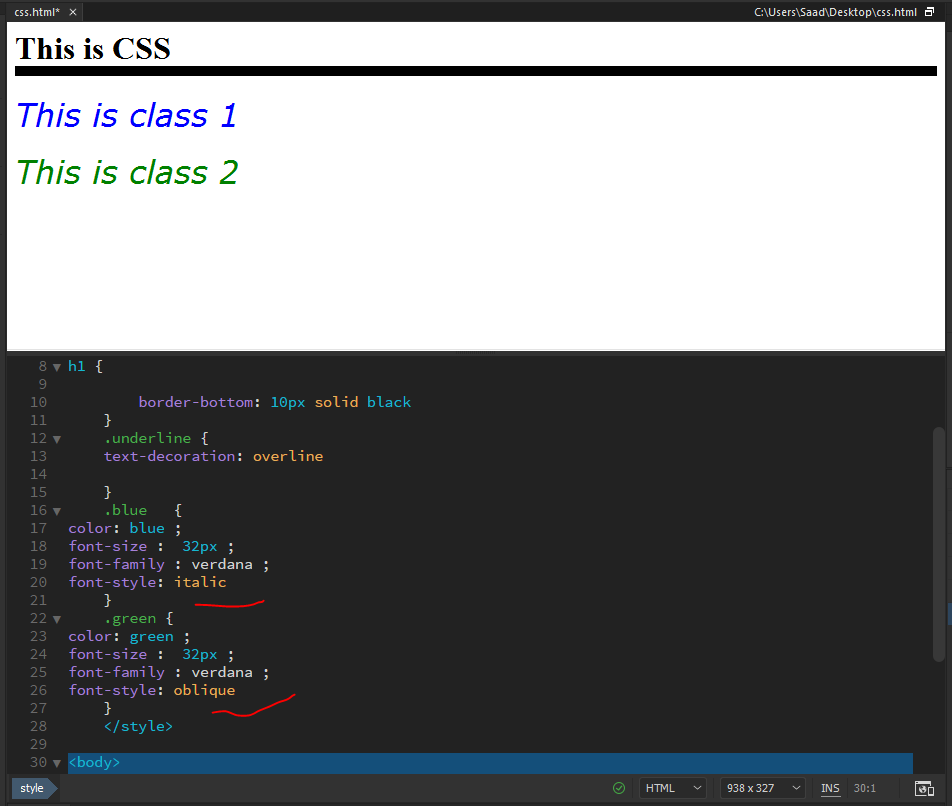 css.html* × C:\Users\Saad\Desktop\css.html
This is CSS
This is class 1
This is class 2
8 h1 {
9
10 border-bottom: 10px solid black
11 }
12 .underline {
13 text-decoration: overline
14
15 }
16 .blue {
17 color: blue ;
18 font-size : 32px ;
19 font-family : verdana ;
20 font-style: italic
21 }
22 .green {
23 color: green ;
24 font-size : 32px ;
25 font-family : verdana ;
26 font-style: oblique
27 }
28 </style>
29
30 <body>
style HTML 938 x 327 INS 30:1